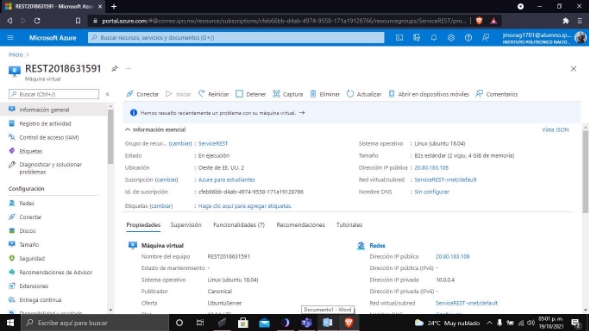 REST2018631591 - Microsoft Azu
portal.azure.com/#@correo.ipn.mx/resource/subscriptions/cfeb66bb-d4ab-4974-9558-171a19128766/resourcegroups/ServiceREST/pro...
Microsoft Azure
Buscar recursos, servicios y documentos (G+/)
jmorag1701@alumno.ip...
INSTITUTO POLITECNICO NACIO...
Inicio >
REST2018631591
Máquina virtual
Buscar (Ctrl+/)
Conectar
Iniciar
Reiniciar
Detener
Captura
Eliminar
Actualizar
Abrir en dispositivos móviles
Comentarios
Información general
Registro de actividad
Control de acceso (IAM)
Etiquetas
Diagnosticar y solucionar
problemas
Configuración
Redes
Conectar
Discos
Tamaño
Seguridad
Recomendaciones de Advisor
Extensiones
Entrega continua
Hemos resuelto recientemente un problema con su máquina virtual. →
Información esencial
Vista JSON
Grupo de recur... (cambiar) : ServiceREST
Estado : En ejecución
Ubicación : Oeste de EE. UU. 2
Suscripción (cambiar) : Azure para estudiantes
Id. de suscripción : cfeb66bb-d4ab-4974-9558-171a19128766
Etiquetas (cambiar) : Haga clic aquí para agregar etiquetas.
Sistema operativo : Linux (ubuntu 18.04)
Tamaño : B2s estándar (2 vcpu, 4 GiB de memoria)
Dirección IP pública : 20.80.183.108
Red virtual/subred : ServiceREST-vnet/default
Nombre DNS : Sin configurar
Propiedades
Supervisión
Funcionalidades (7)
Recomendaciones
Tutoriales
Máquina virtual
Nombre del equipo REST2018631591
Estado de mantenimiento -
Sistema operativo Linux (ubuntu 18.04)
Publicador Canonical
Oferta UbuntuServer
Redes
Dirección IP pública 20.80.183.108
Dirección IP pública (IPv6) -
Dirección IP privada 10.0.0.4
Dirección IP privada (IPv6) -
Red virtual/subred ServiceREST-vnet/default
Documento1 - Word
Escribe aquí para buscar
24°C Muy nublado
05:01 p. m.
19/10/2021